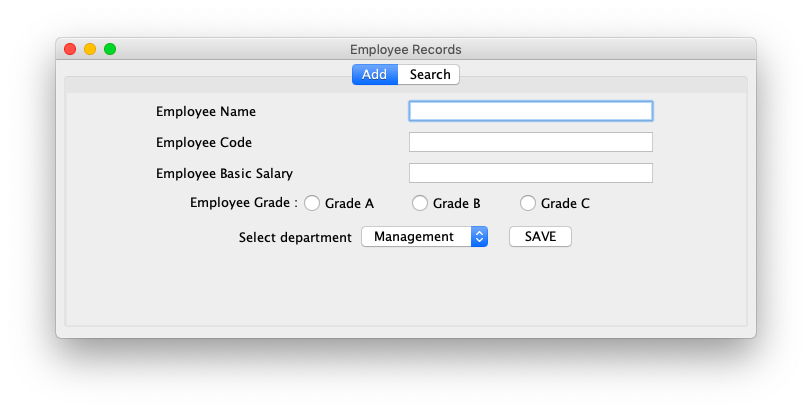 Employee Records
Add Search
Employee Name
Employee Code
Employee Basic Salary
Employee Grade : Grade A Grade B Grade C
Select department Management SAVE